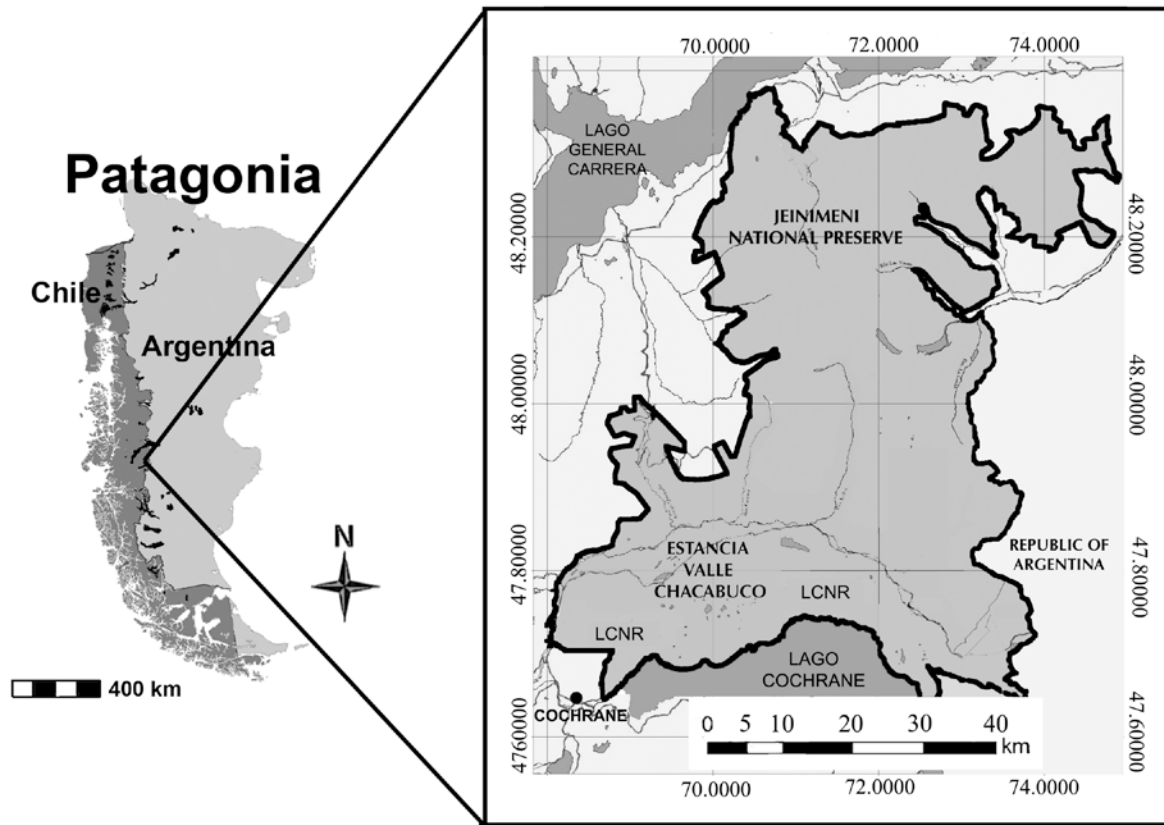 Patagonia
Chile
Argentina
N
400 km
70.0000 72.0000 74.0000
LAGO
GENERAL
CARRERA
JEINIMENI
NATIONAL PRESERVE
48.20000
48.20000
48.00000
48.00000
ESTANCIA
VALLE
CHACABUCO
REPUBLIC OF
ARGENTINA
47.80000
47.80000
LCNR
LCNR
LAGO
COCHRANE
COCHRANE
4760000
47.60000
0 5 10 20 30 40
km
70.0000 72.0000 74.0000